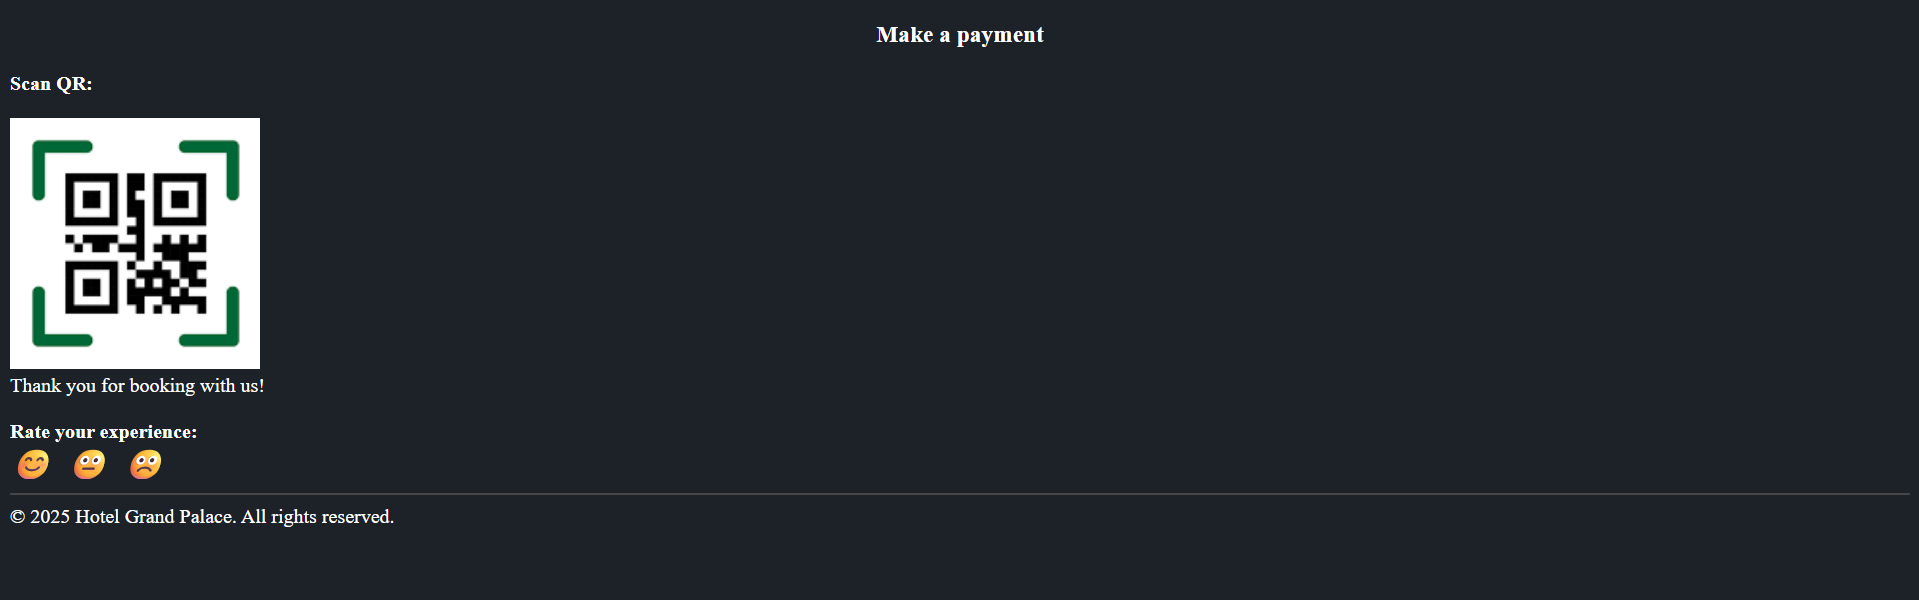 Make a payment
Scan QR:
Thank you for booking with us!
Rate your experience:
© 2025 Hotel Grand Palace. All rights reserved.